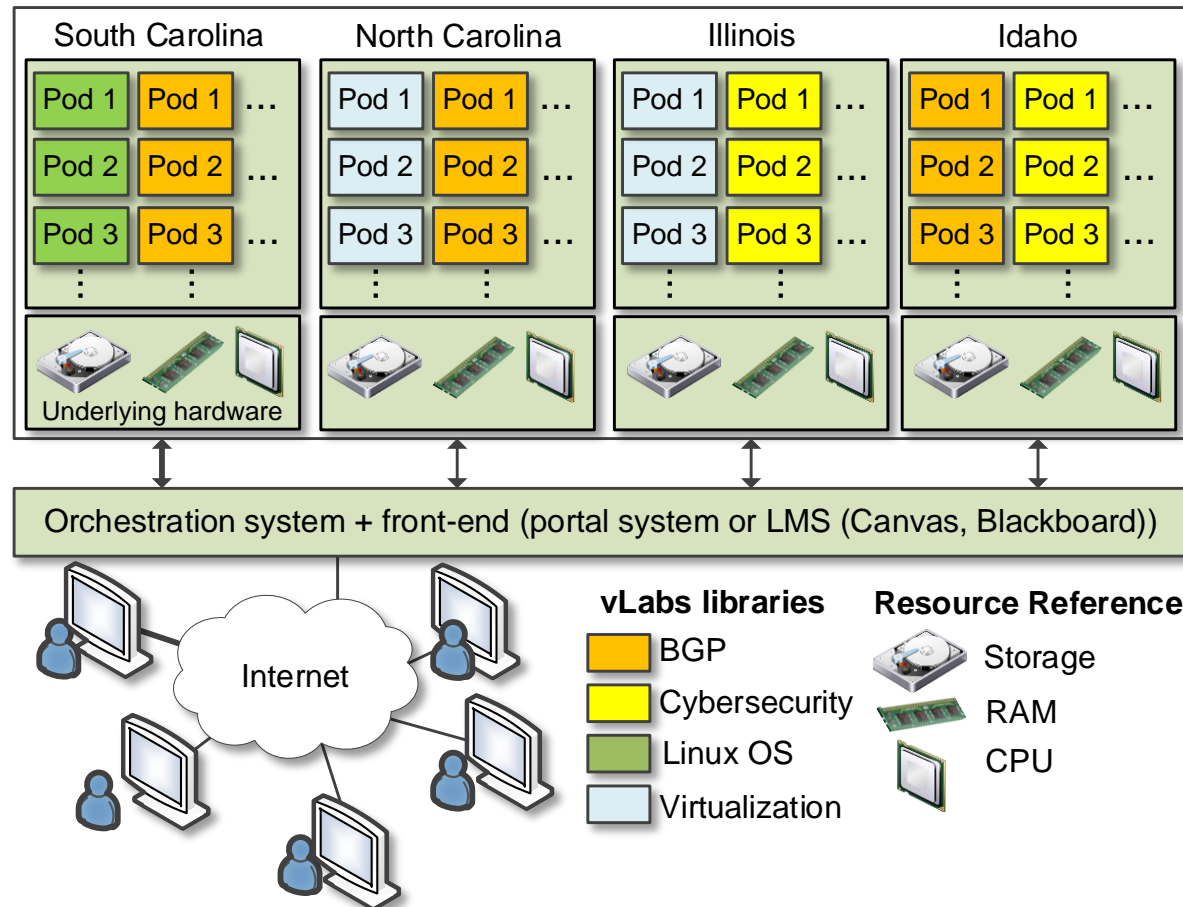 South Carolina North Carolina Illinois Idaho
Pod 1 Pod 1 ... Pod 1 Pod 1 ... Pod 1 Pod 1 ... Pod 1 Pod 1 ...
Pod 2 Pod 2 ... Pod 2 Pod 2 ... Pod 2 Pod 2 ... Pod 2 Pod 2 ...
Pod 3 Pod 3 ... Pod 3 Pod 3 ... Pod 3 Pod 3 ... Pod 3 Pod 3 ...
Underlying hardware
Orchestration system + front-end (portal system or LMS (Canvas, Blackboard))
Internet
vLabs libraries
BGP
Cybersecurity
Linux OS
Virtualization
Resource Reference
Storage
RAM
CPU